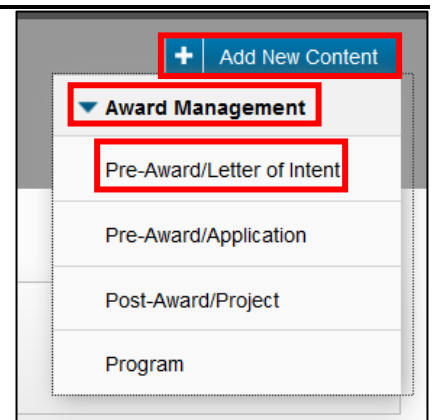 + Add New Content
Award Management
Pre-Award/Letter of Intent
Pre-Award/Application
Post-Award/Project
Program